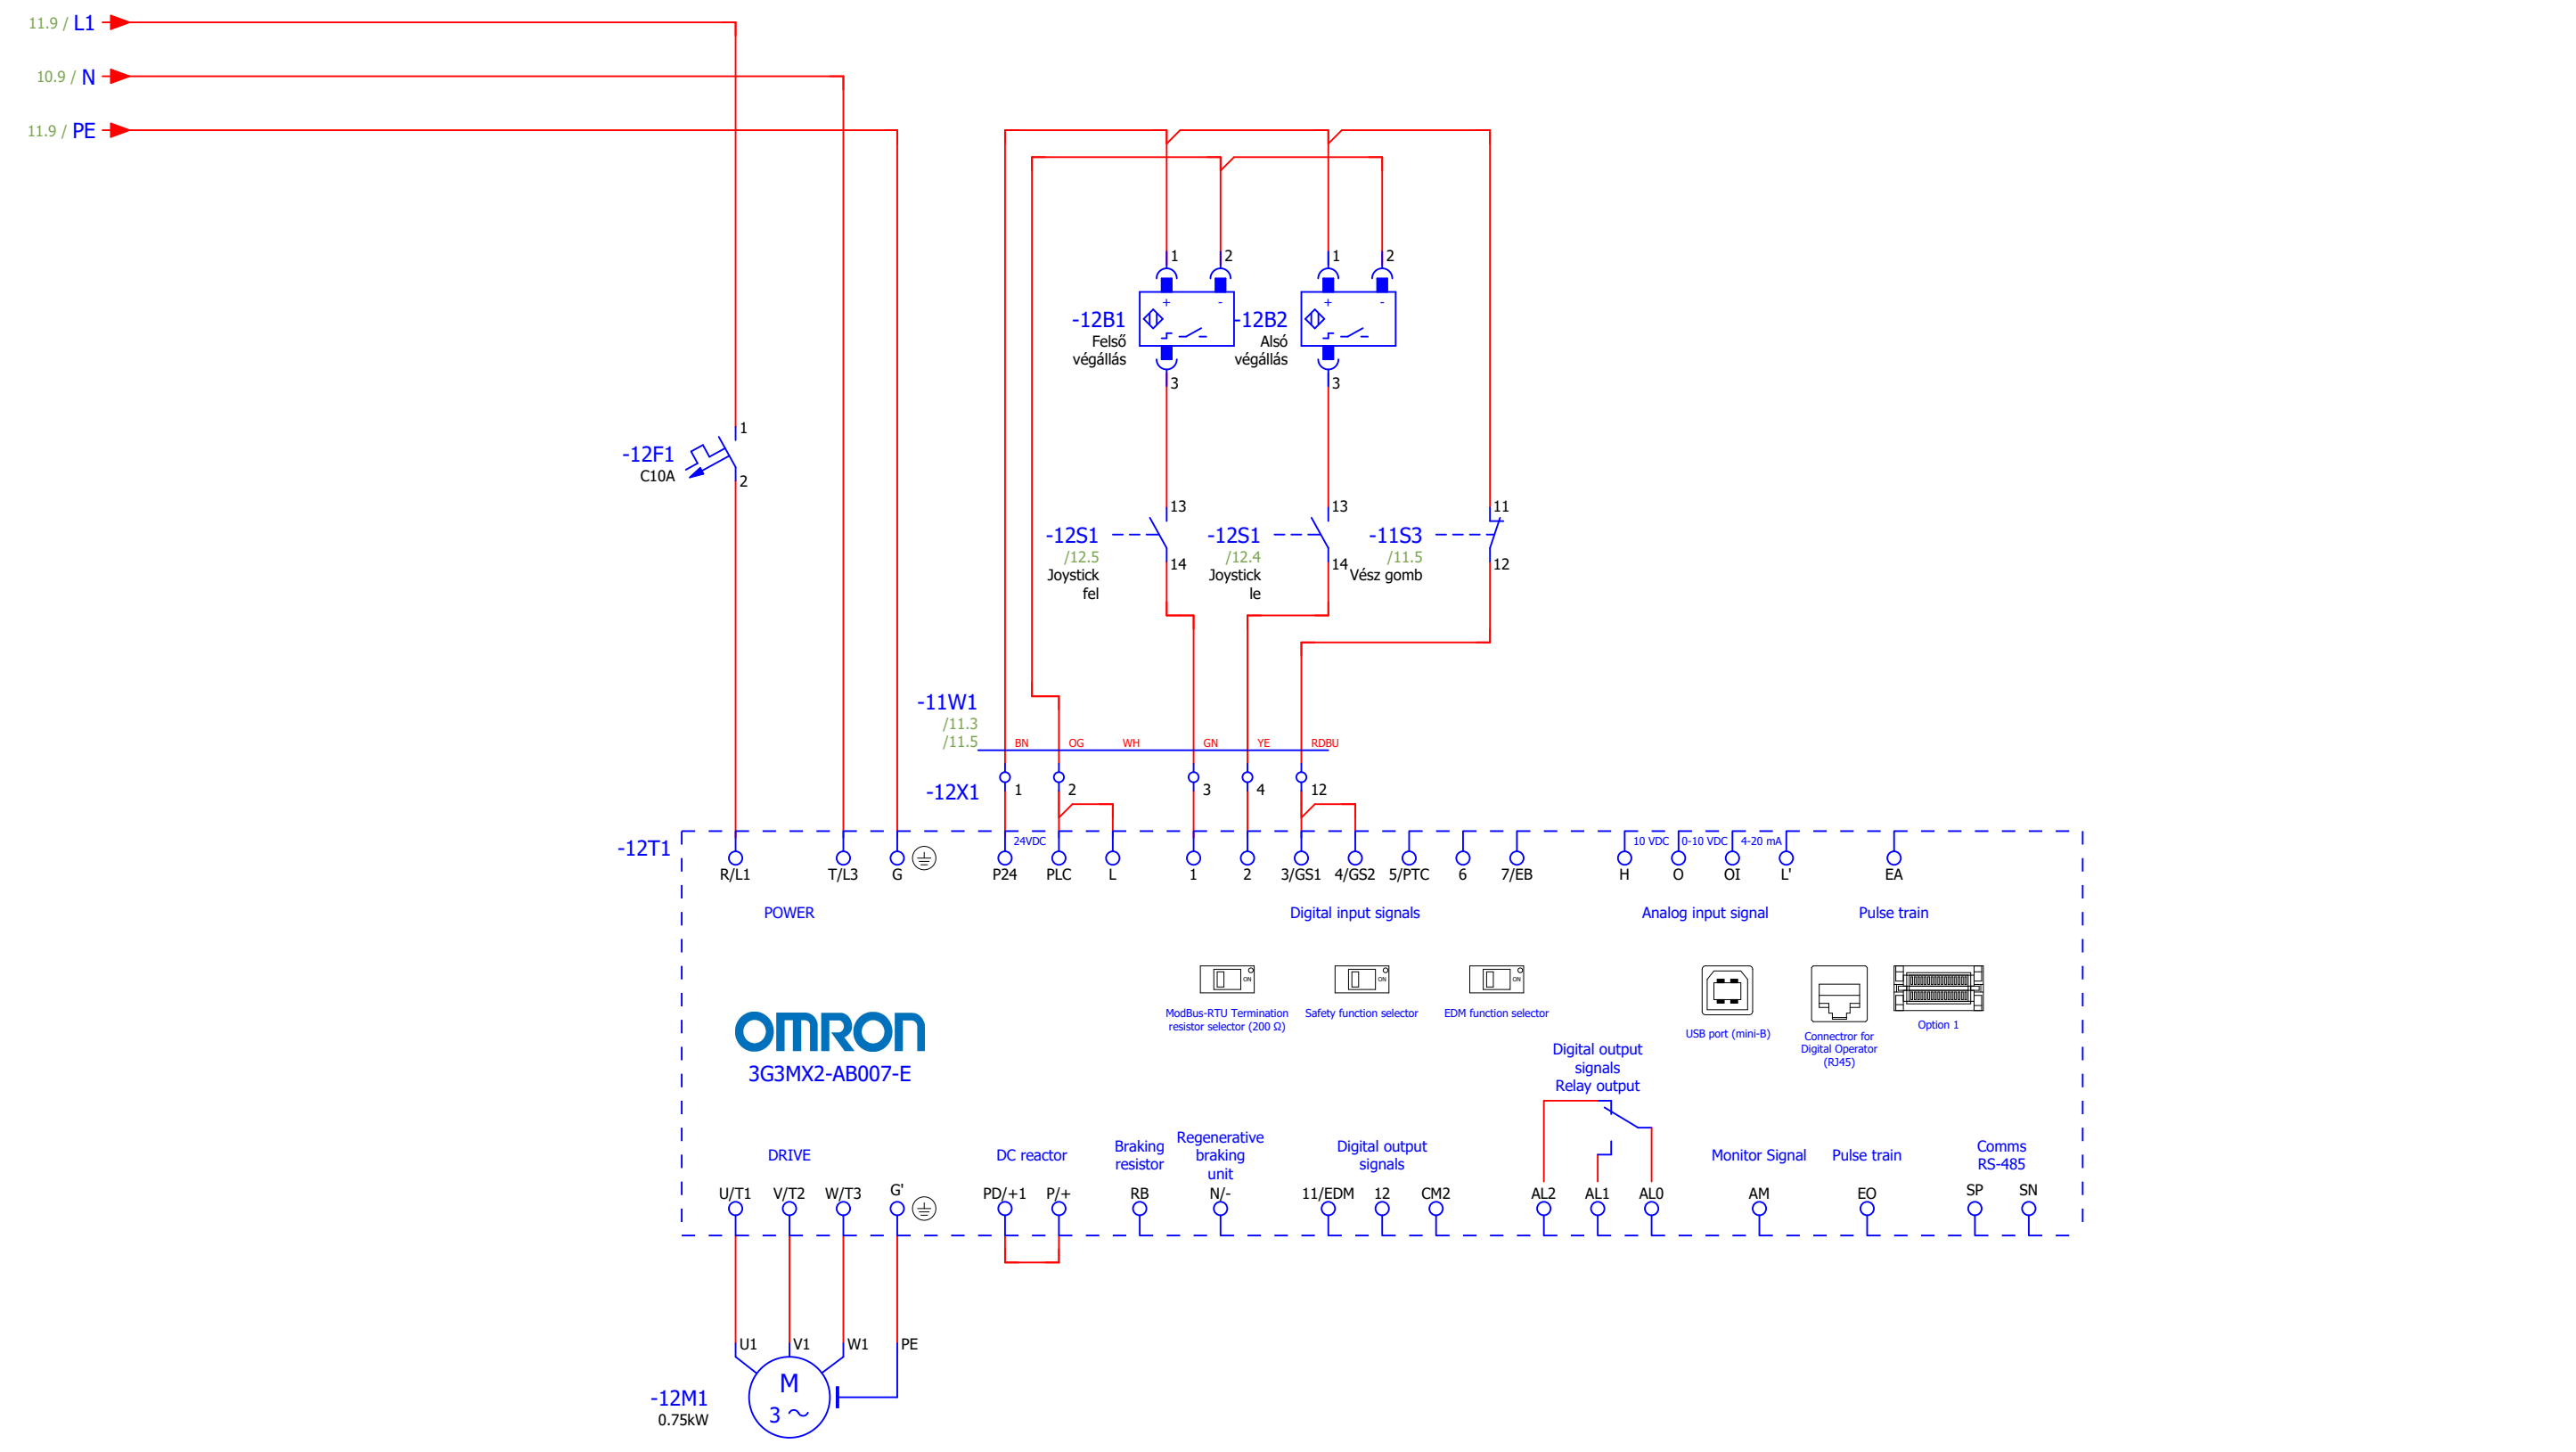 11.9 / L1
10.9 / N
11.9 / PE
1
2
1
2
+
-
+
-
-12B1
Felső
végállás
-12B2
Alsó
végállás
3
3
1
-12F1
C10A
2
13
13
11
-12S1
/12.5
Joystick
fel
-12S1
/12.4
Joystick
le
-11S3
/11.5
Vész gomb
14
14
12
-11W1
/11.3
/11.5
BN
OG
WH
GN
YE
RDBU
-12X1
1
2
3
4
12
-12T1
24VDC
10 VDC
0-10 VDC
4-20 mA
R/L1
T/L3
G
P24
PLC
L
1
2
3/GS1
4/GS2
5/PTC
6
7/EB
H
O
OI
L'
EA
POWER
Digital input signals
Analog input signal
Pulse train
ON
ON
ON
ModBus-RTU Termination
resistor selector (200 Ω)
Safety function selector
EDM function selector
USB port (mini-B)
Connectror for
Digital Operator
(RJ45)
Option 1
OMRON
3G3MX2-AB007-E
Digital output
signals
Relay output
DRIVE
DC reactor
Braking
resistor
Regenerative
braking
unit
Digital output
signals
Monitor Signal
Pulse train
Comms
RS-485
U/T1
V/T2
W/T3
G'
PD/+1
P/+
RB
N/-
11/EDM
12
CM2
AL2
AL1
AL0
AM
EO
SP
SN
U1
V1
W1
PE
-12M1
0.75kW
M
3 ~